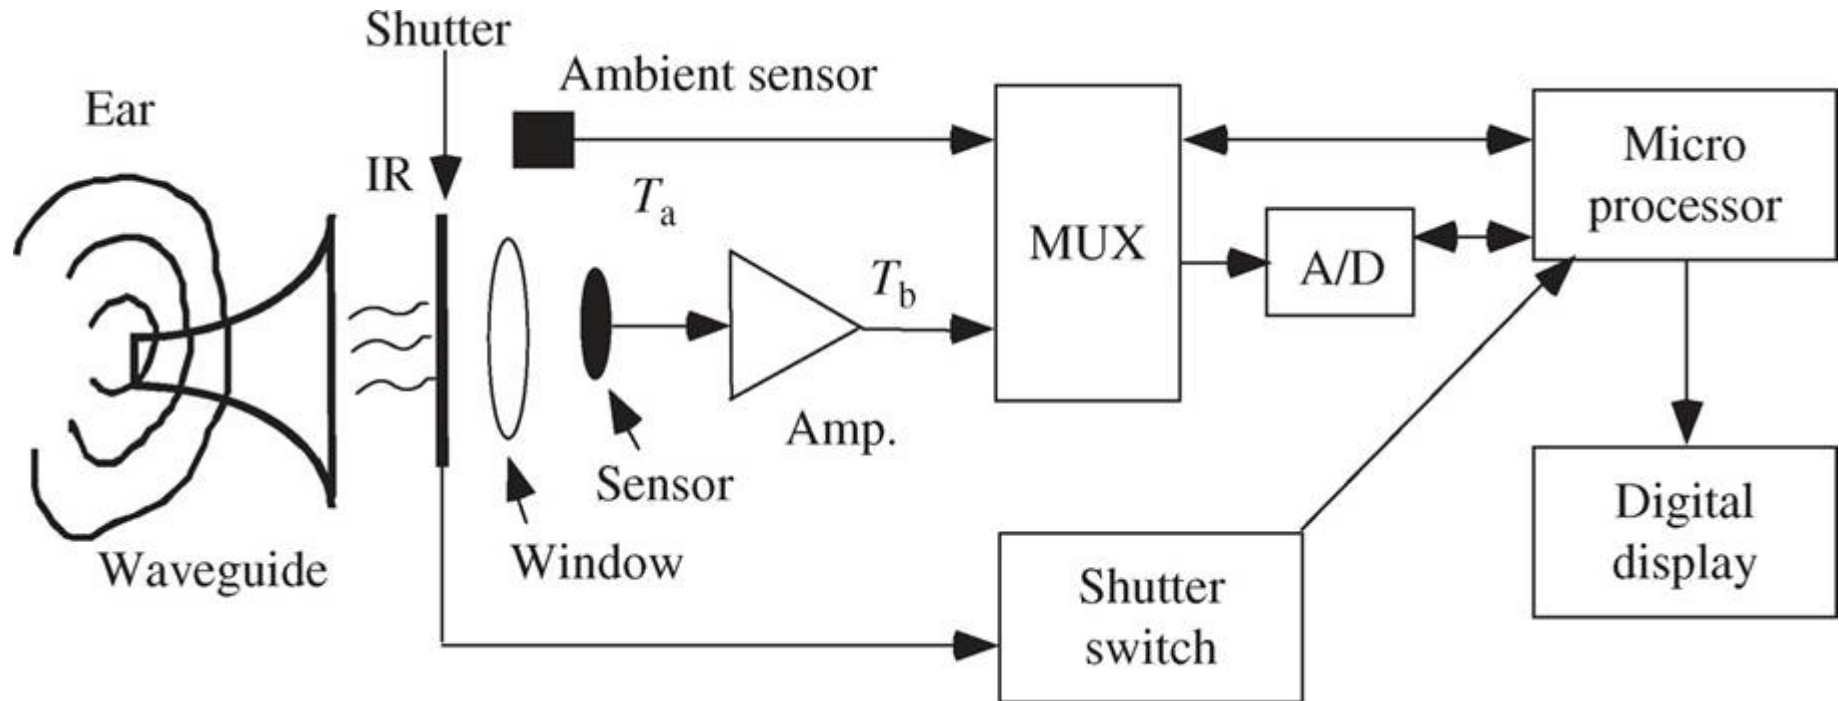 Shutter
Ambient sensor
Ear
IR
Micro
processor
Ta
MUX
A/D
Tb
Amp.
Sensor
Window
Waveguide
Shutter
switch
Digital
display